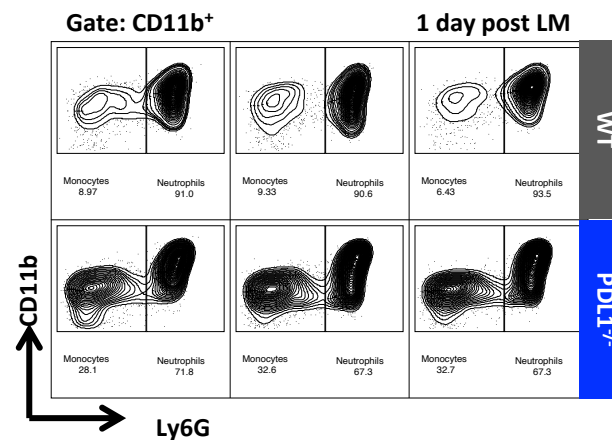 Gate: CD11b⁺ 1 day post LM
Monocytes Neutrophils Monocytes Neutrophils Monocytes Neutrophils
8.97 91.0 9.33 90.6 6.43 93.5
WT
Monocytes Neutrophils Monocytes Neutrophils Monocytes Neutrophils
28.1 71.8 32.6 67.3 32.7 67.3
PDL1⁻/⁻
CD11b
Ly6G